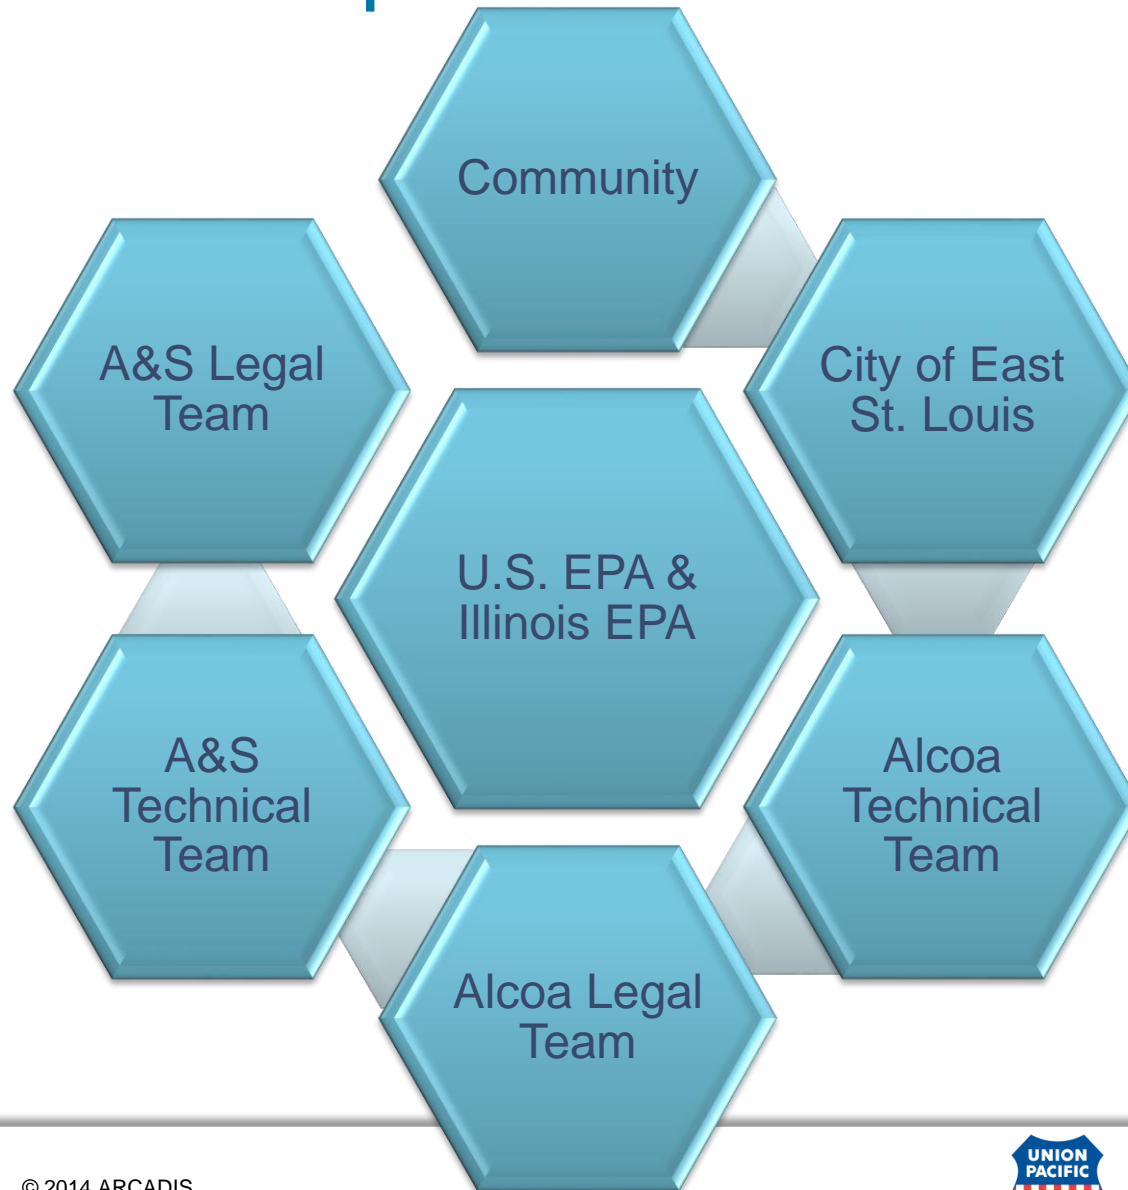 Community
A&S Legal
Team
City of East
St. Louis
U.S. EPA &
Illinois EPA
A&S
Technical
Team
Alcoa
Technical
Team
Alcoa Legal
Team
© 2014 ARCADIS
UNION
PACIFIC